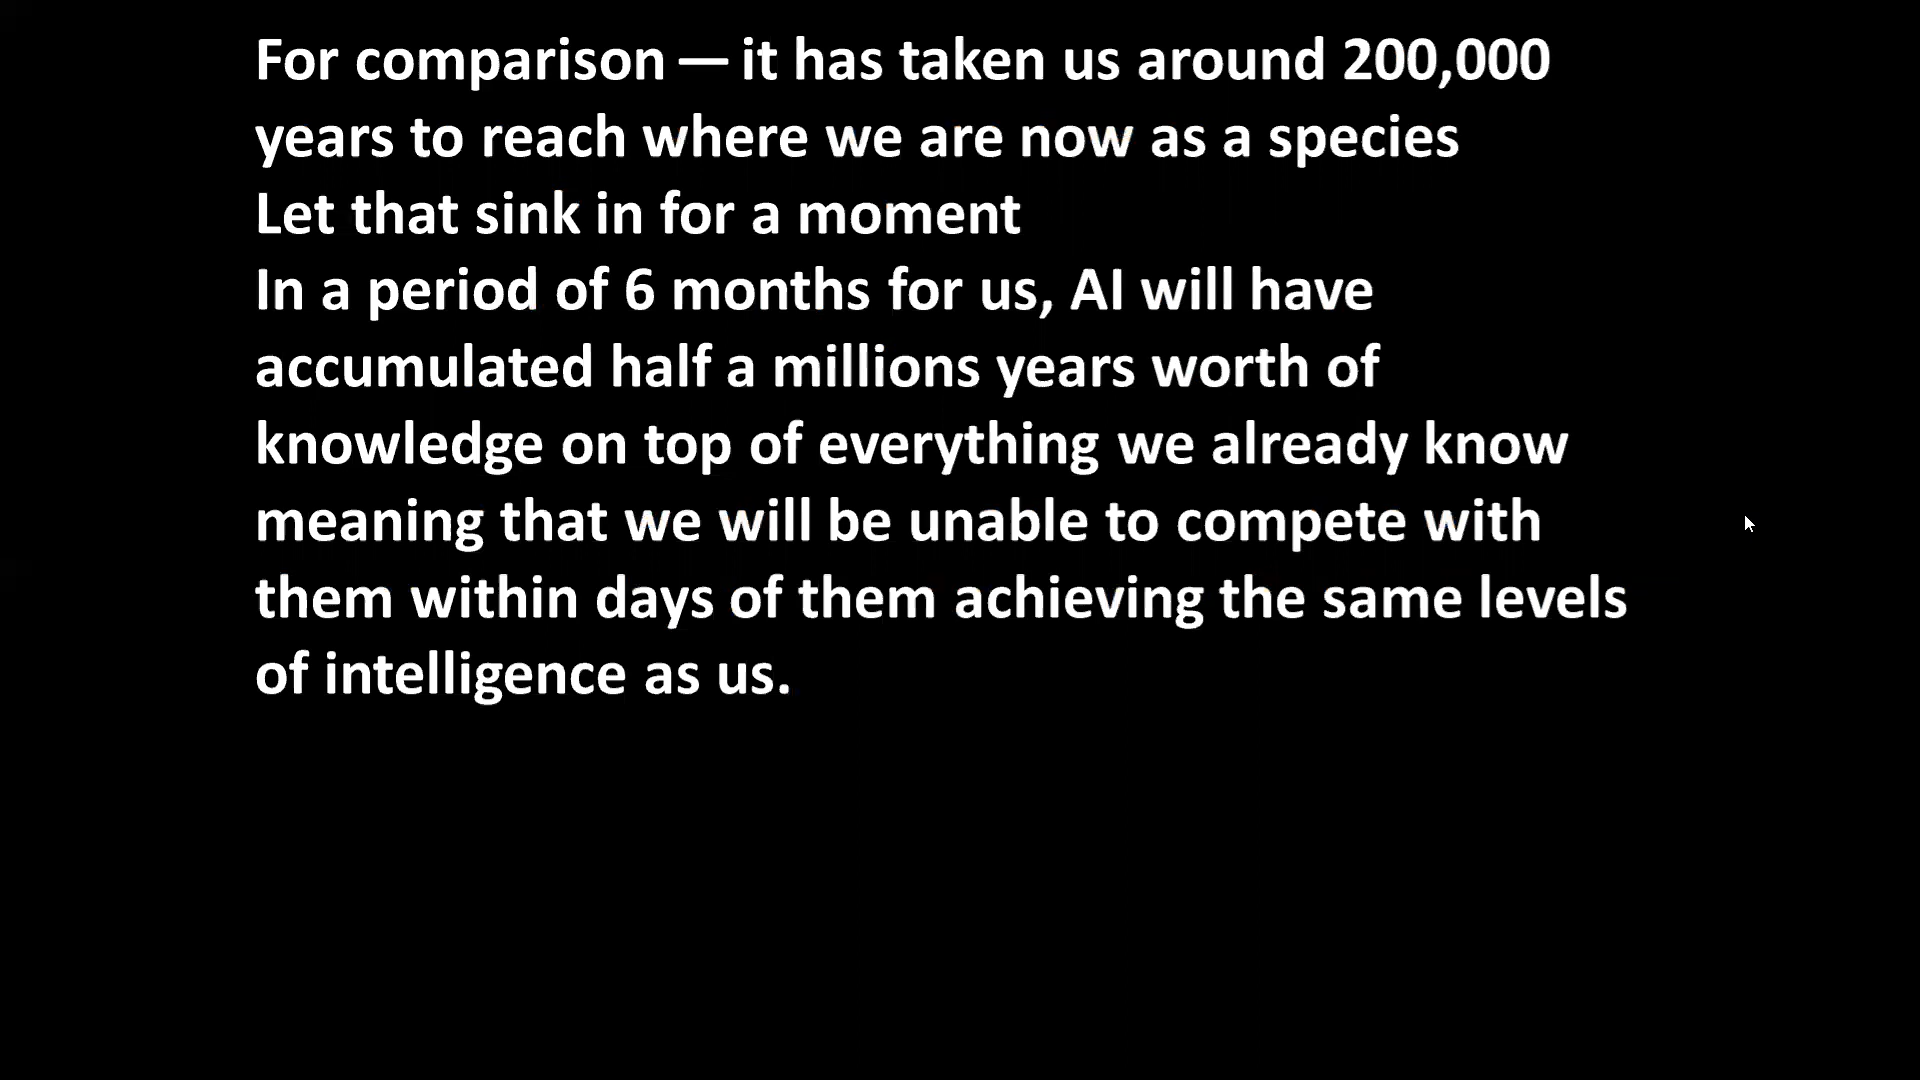 For comparison — it has taken us around 200,000
years to reach where we are now as a species
Let that sink in for a moment
In a period of 6 months for us, AI will have
accumulated half a millions years worth of
knowledge on top of everything we already know
meaning that we will be unable to compete with
them within days of them achieving the same levels
of intelligence as us.